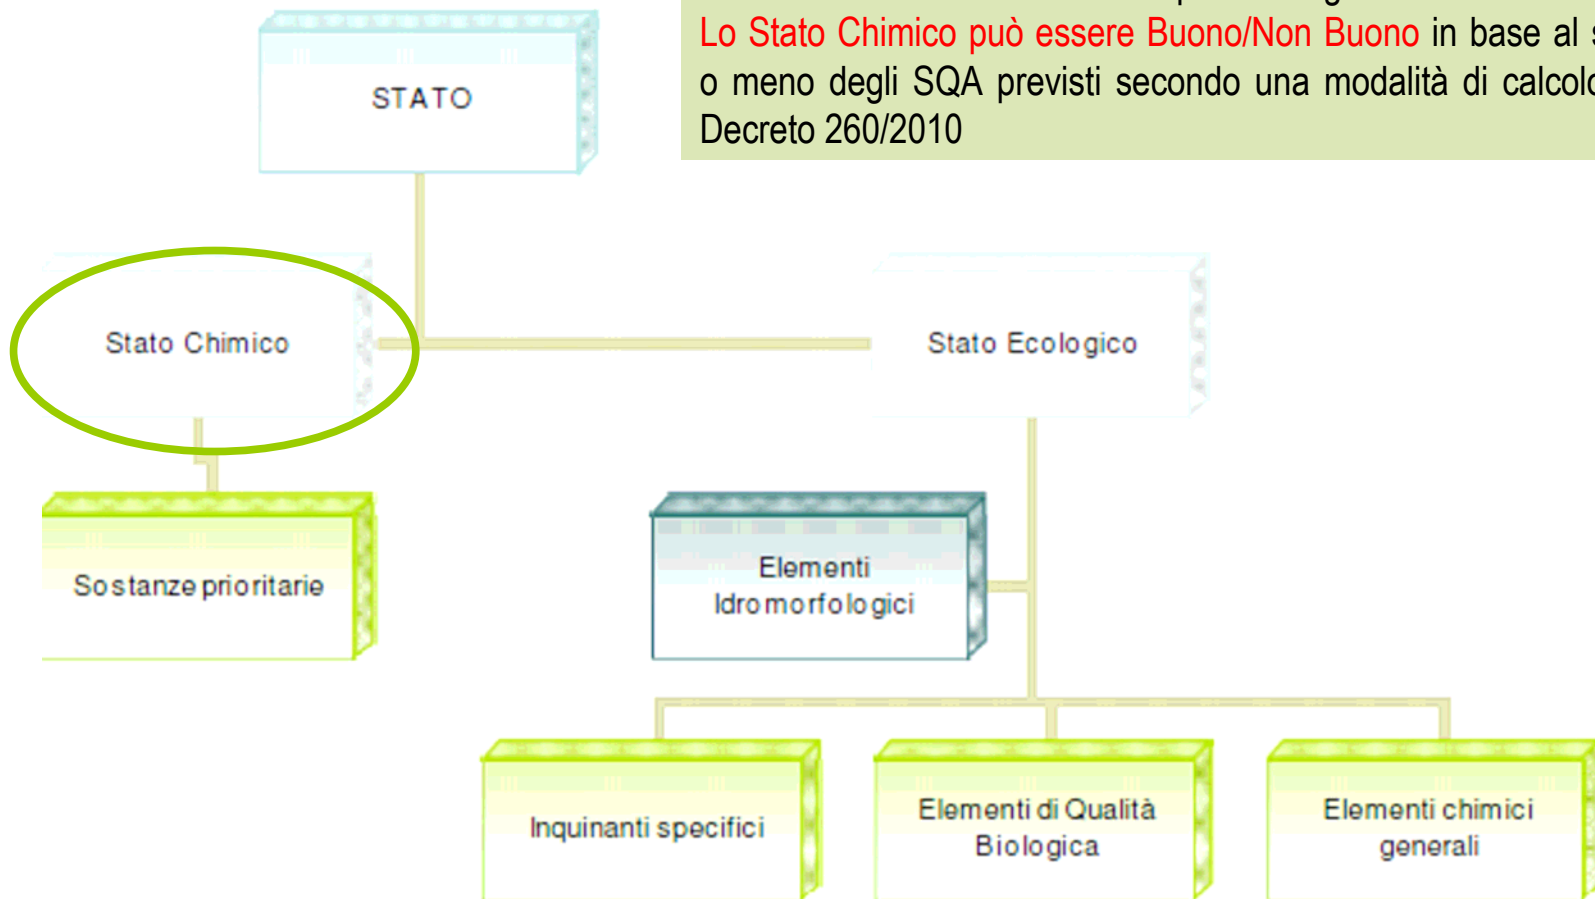 Lo Stato Chimico può essere Buono/Non Buono in base al
o meno degli SQA previsti secondo una modalità di calcolo
Decreto 260/2010
STATO
Stato Chimico
Stato Ecologico
Sostanze prioritarie
Elementi
Idromorfologici
Inquinanti specifici
Elementi di Qualità
Biologica
Elementi chimici
generali